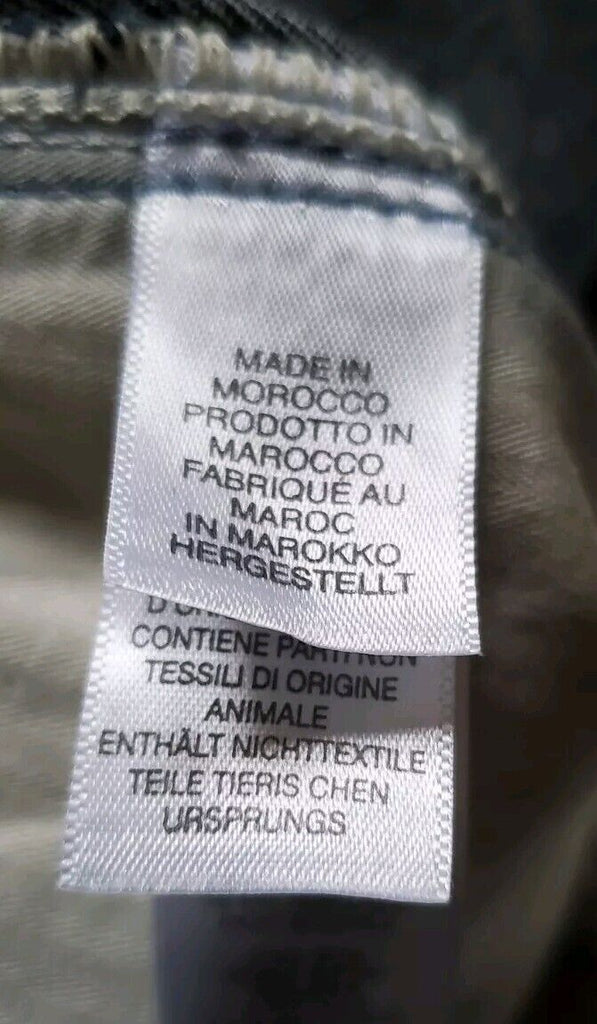 MADE IN
MOROCCO
PRODOTTO IN
MAROCCO
FABRIQUÉ AU
MAROC
IN MAROKKO
HERGESTELLT
CONTIENE PARTI NON
TESSILI DI ORIGINE
ANIMALE
ENTHÄLT NICHTTEXTILE
TEILE TIERIS CHEN
URSPRUNGS